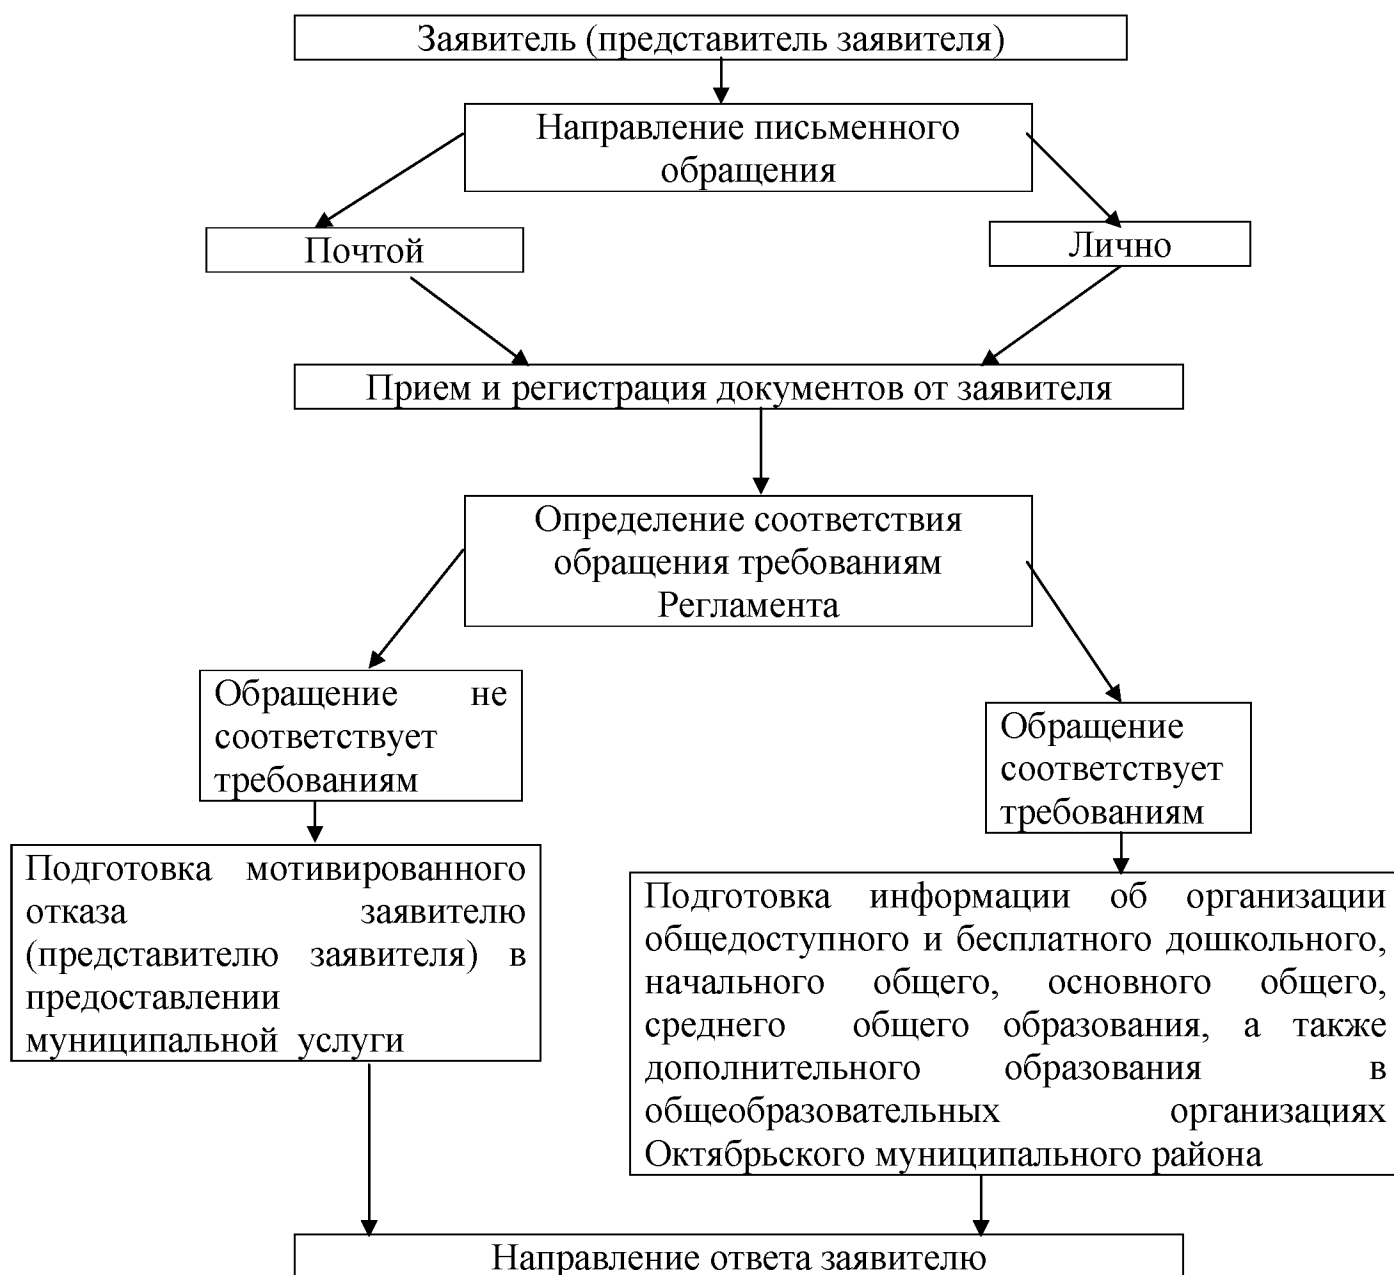 Заявитель (представитель заявителя)
Направление письменного
обращения
Почтой
Лично
Прием и регистрация документов от заявителя
Определение соответствия
обращения требованиям
Регламента
Обращение не
соответствует
требованиям
Обращение
соответствует
требованиям
Подготовка мотивированного
отказа заявителю
(представителю заявителя) в
предоставлении
муниципальной услуги
Подготовка информации об организации
общедоступного и бесплатного дошкольного,
начального общего, основного общего,
среднего общего образования, а также
дополнительного образования в
общеобразовательных организациях
Октябрьского муниципального района
Направление ответа заявителю